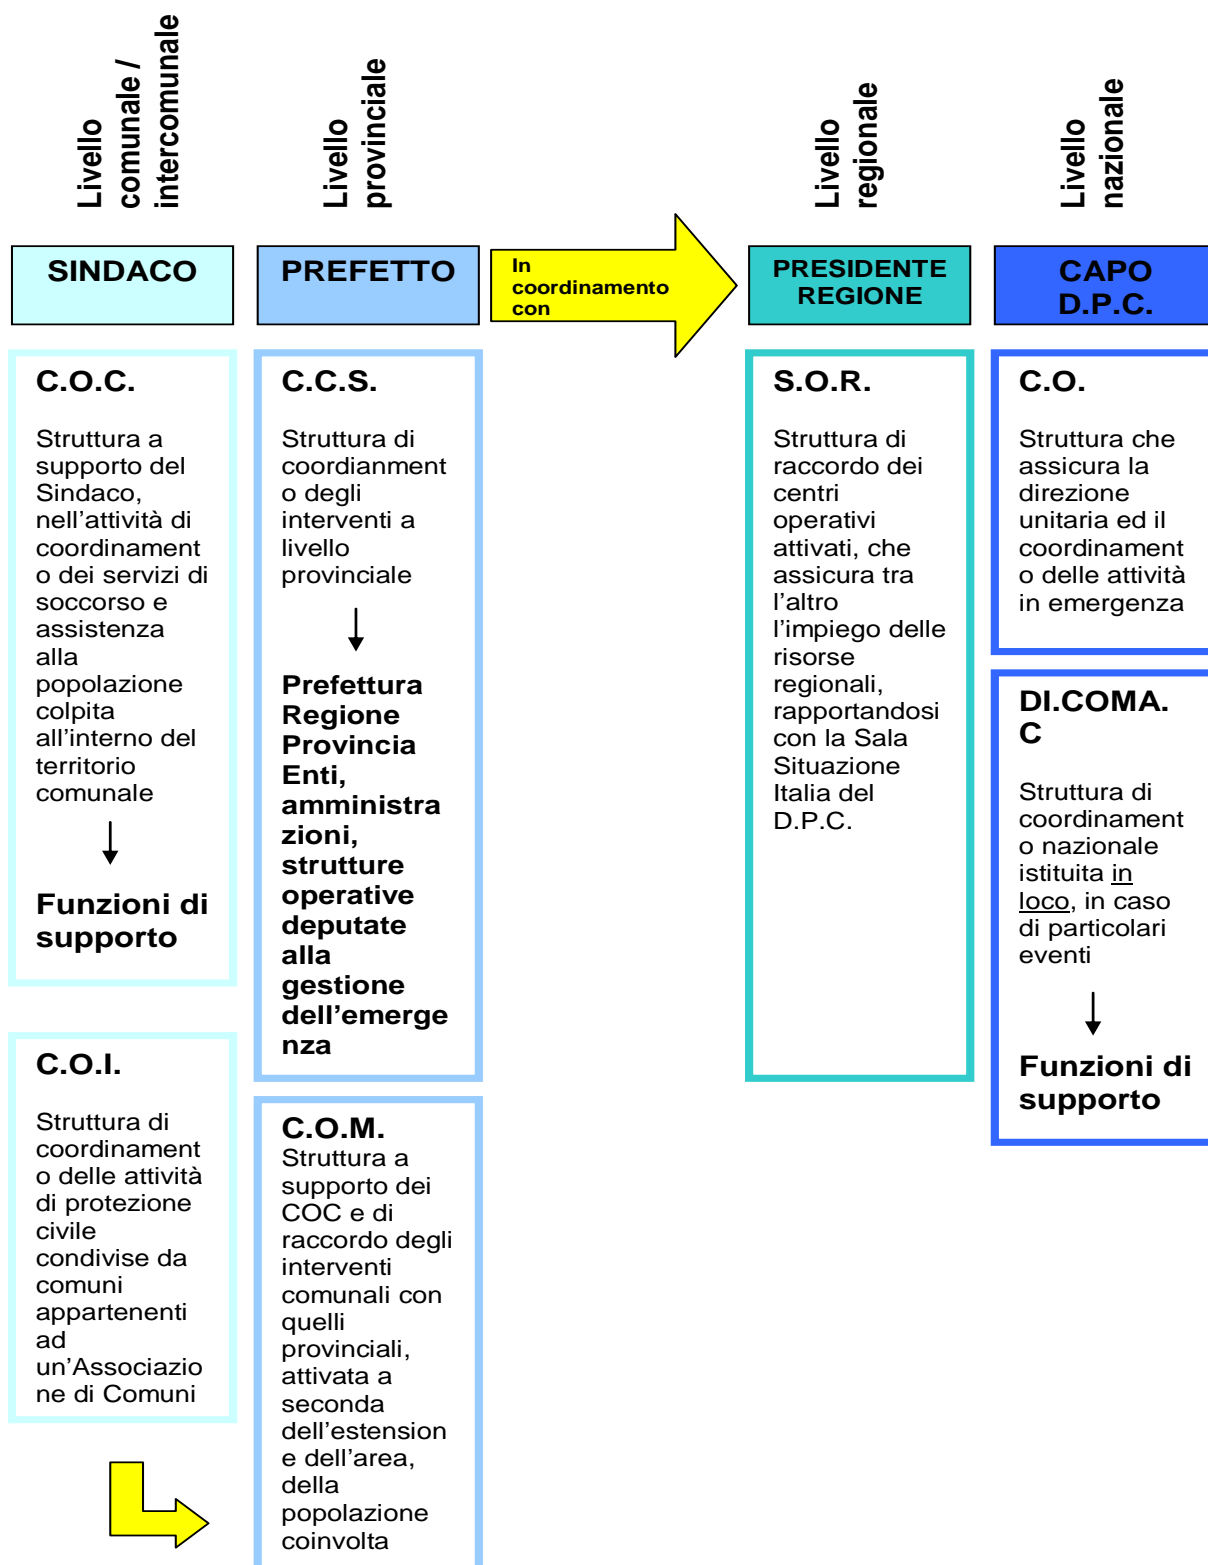 Livello
comunale /
intercomunale
Livello
provinciale
Livello
regionale
Livello
nazionale
SINDACO
PREFETTO
In
coordinamento
con
PRESIDENTE
REGIONE
CAPO
D.P.C.
C.O.C.
Struttura a
supporto del
Sindaco,
nell’attività di
coordinament
o dei servizi di
soccorso e
assistenza
alla
popolazione
colpita
all’interno del
territorio
comunale
Funzioni di
supporto
C.O.I.
Struttura di
coordinament
o delle attività
di protezione
civile
condivise da
comuni
appartenenti
ad
un’Associazio
ne di Comuni
C.C.S.
Struttura di
coordianment
o degli
interventi a
livello
provinciale
Prefettura
Regione
Provincia
Enti,
amministra
zioni,
strutture
operative
deputate
alla
gestione
dell’emerge
nza
C.O.M.
Struttura a
supporto dei
COC e di
raccordo degli
interventi
comunali con
quelli
provinciali,
attivata a
seconda
dell’estension
e dell’area,
della
popolazione
coinvolta
S.O.R.
Struttura di
raccordo dei
centri
operativi
attivati, che
assicura tra
l’altro
l’impiego delle
risorse
regionali,
rapportandosi
con la Sala
Situazione
Italia del
D.P.C.
C.O.
Struttura che
assicura la
direzione
unitaria ed il
coordinament
o delle attività
in emergenza
DI.COMA.
C
Struttura di
coordinament
o nazionale
istituita in
loco, in caso
di particolari
eventi
Funzioni di
supporto